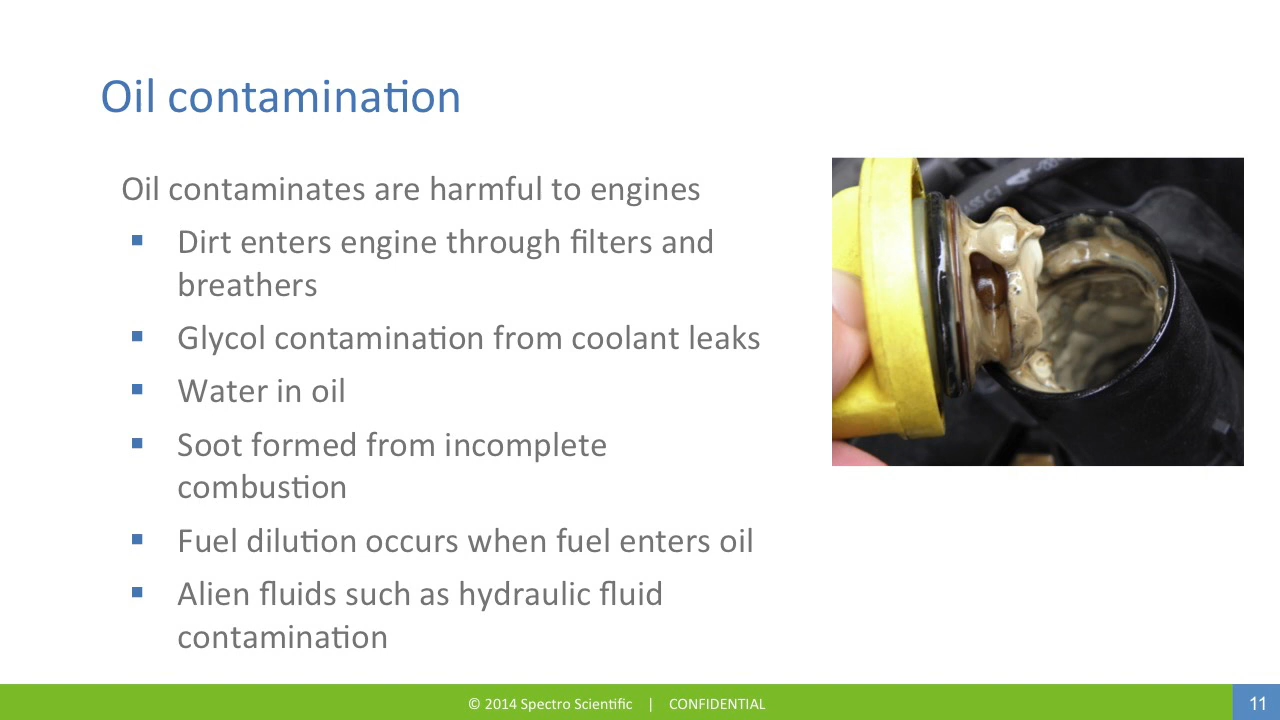 Oil contamination
Oil contaminates are harmful to engines
Dirt enters engine through filters and
breathers
Glycol contamination from coolant leaks
Water in oil
Soot formed from incomplete
combustion
Fuel dilution occurs when fuel enters oil
Alien fluids such as hydraulic fluid
contamination
© 2014 Spectro Scientific | CONFIDENTIAL
11